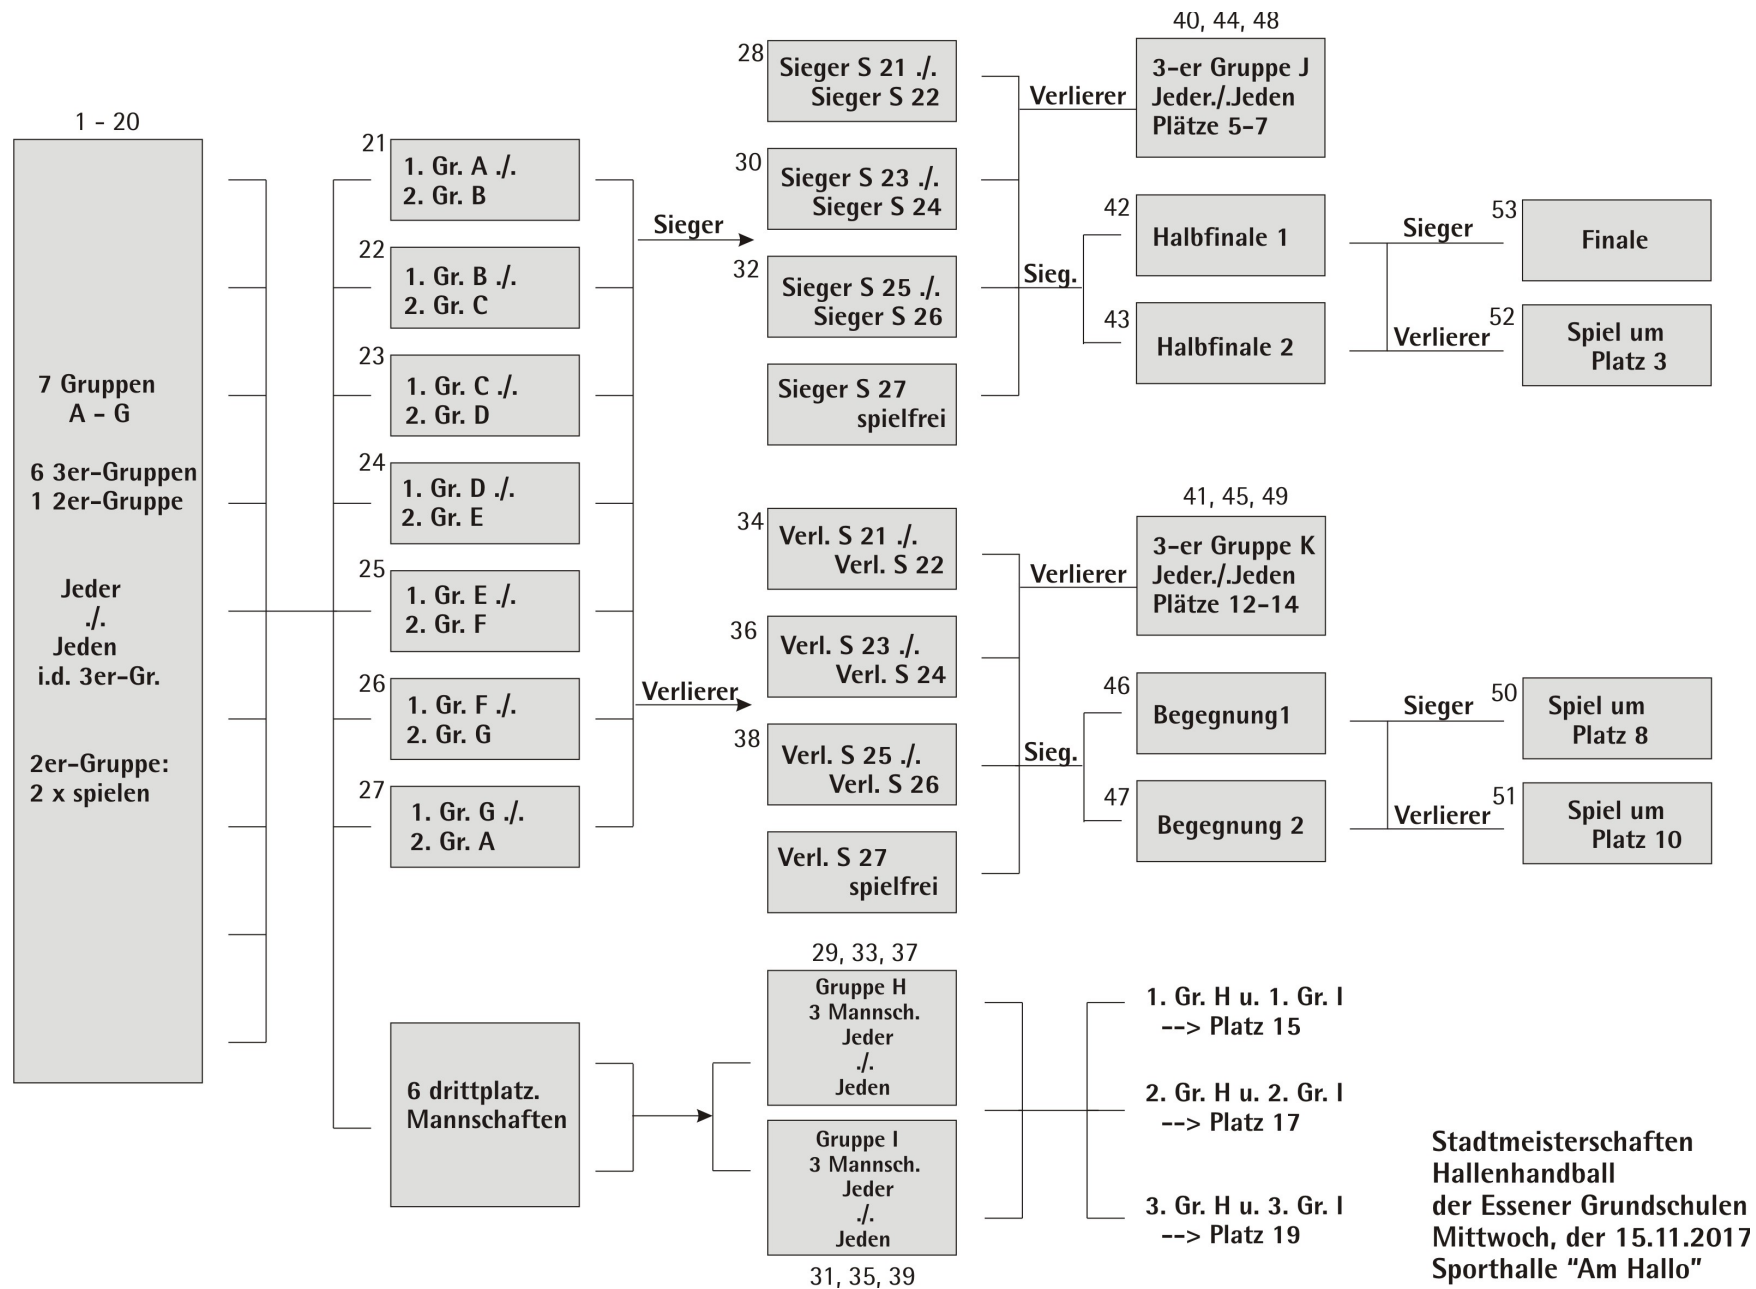 1 - 20
7 Gruppen
A - G
6 3er-Gruppen
1 2er-Gruppe
Jeder
./.
Jeden
i.d. 3er-Gr.
2er-Gruppe:
2 x spielen
21
1. Gr. A ./.
2. Gr. B
22
1. Gr. B ./.
2. Gr. C
23
1. Gr. C ./.
2. Gr. D
24
1. Gr. D ./.
2. Gr. E
25
1. Gr. E ./.
2. Gr. F
26
1. Gr. F ./.
2. Gr. G
27
1. Gr. G ./.
2. Gr. A
6 drittplatz.
Mannschaften
Sieger
Verlierer
28
Sieger S 21 ./.
Sieger S 22
30
Sieger S 23 ./.
Sieger S 24
32
Sieger S 25 ./.
Sieger S 26
Sieger S 27
spielfrei
34
Verl. S 21 ./.
Verl. S 22
36
Verl. S 23 ./.
Verl. S 24
38
Verl. S 25 ./.
Verl. S 26
Verl. S 27
spielfrei
29, 33, 37
Gruppe H
3 Mannsch.
Jeder
./.
Jeden
Gruppe I
3 Mannsch.
Jeder
./.
Jeden
31, 35, 39
Verlierer
Sieg.
40, 44, 48
3-er Gruppe J
Jeder./.Jeden
Plätze 5-7
42
Halbfinale 1
43
Halbfinale 2
Sieger
53
Finale
Verlierer
52
Spiel um
Platz 3
Verlierer
Sieg.
41, 45, 49
3-er Gruppe K
Jeder./.Jeden
Plätze 12-14
46
Begegnung1
47
Begegnung 2
Sieger
50
Spiel um
Platz 8
Verlierer
51
Spiel um
Platz 10
1. Gr. H u. 1. Gr. I
--> Platz 15
2. Gr. H u. 2. Gr. I
--> Platz 17
3. Gr. H u. 3. Gr. I
--> Platz 19
Stadtmeisterschaften
Hallenhandball
der Essener Grundschulen
Mittwoch, der 15.11.2017
Sporthalle “Am Hallo”